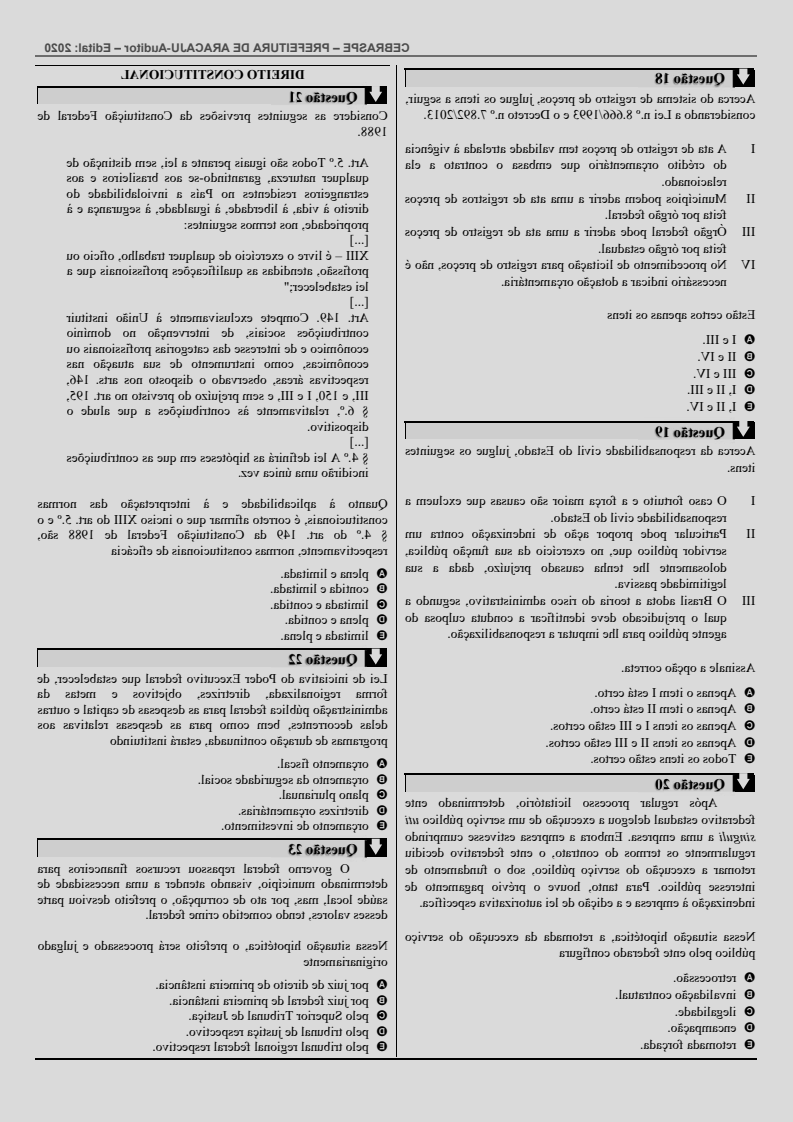 CEBRASPE – PREFEITURA DE ARACAJU-Auditor – Edital: 2020
Questão 18
Acerca do sistema de registro de preços, julgue os itens a seguir,
considerando a Lei n.º 8.666/1993 e o Decreto n.º 7.892/2013.
I A ata de registro de preços tem validade atrelada à vigência
do crédito orçamentário que embasa o contrato a ela
relacionado.
II Municípios podem aderir a uma ata de registros de preços
feita por órgão federal.
III Órgão federal pode aderir a uma ata de registro de preços
feita por órgão estadual.
IV No procedimento de licitação para registro de preços, não é
necessário indicar a dotação orçamentária.
Estão certos apenas os itens
A I e III.
B II e IV.
C III e IV.
D I, II e III.
E I, II e IV.
Questão 19
Acerca da responsabilidade civil do Estado, julgue os seguintes
itens.
I O caso fortuito e a força maior são causas que excluem a
responsabilidade civil do Estado.
II Particular pode propor ação de indenização contra um
servidor público que, no exercício da sua função pública,
dolosamente lhe tenha causado prejuízo, dada a sua
legitimidade passiva.
III O Brasil adota a teoria do risco administrativo, segundo a
qual o prejudicado deve identificar a conduta culposa do
agente público para lhe imputar a responsabilização.
Assinale a opção correta.
A Apenas o item I está certo.
B Apenas o item II está certo.
C Apenas os itens I e III estão certos.
D Apenas os itens II e III estão certos.
E Todos os itens estão certos.
Questão 20
Após regular processo licitatório, determinado ente
federativo estadual delegou a execução de um serviço público uti
singuli a uma empresa. Embora a empresa estivesse cumprindo
regularmente os termos do contrato, o ente federativo decidiu
retomar a execução do serviço público, sob o fundamento de
interesse público. Para tanto, houve o prévio pagamento de
indenização à empresa e a edição de lei autorizativa específica.
Nessa situação hipotética, a retomada da execução do serviço
público pelo ente federado configura
A retrocessão.
B invalidação contratual.
C ilegalidade.
D encampação.
E retomada forçada.
DIREITO CONSTITUCIONAL
Questão 21
Considere as seguintes previsões da Constituição Federal de
1988.
Art. 5.º Todos são iguais perante a lei, sem distinção de
qualquer natureza, garantindo-se aos brasileiros e aos
estrangeiros residentes no País a inviolabilidade do
direito à vida, à liberdade, à igualdade, à segurança e à
propriedade, nos termos seguintes:
[...]
XIII – é livre o exercício de qualquer trabalho, ofício ou
profissão, atendidas as qualificações profissionais que a
lei estabelecer;"
[...]
Art. 149. Compete exclusivamente à União instituir
contribuições sociais, de intervenção no domínio
econômico e de interesse das categorias profissionais ou
econômicas, como instrumento de sua atuação nas
respectivas áreas, observado o disposto nos arts. 146,
III, e 150, I e III, e sem prejuízo do previsto no art. 195,
§ 6.º, relativamente às contribuições a que alude o
dispositivo.
[...]
§ 4.º A lei definirá as hipóteses em que as contribuições
incidirão uma única vez.
Quanto à aplicabilidade e à interpretação das normas
constitucionais, é correto afirmar que o inciso XIII do art. 5.º e o
§ 4.º do art. 149 da Constituição Federal de 1988 são,
respectivamente, normas constitucionais de eficácia
A plena e limitada.
B contida e limitada.
C limitada e contida.
D plena e contida.
E limitada e plena.
Questão 22
Lei de iniciativa do Poder Executivo federal que estabelecer, de
forma regionalizada, diretrizes, objetivos e metas da
administração pública federal para as despesas de capital e outras
delas decorrentes, bem como para as despesas relativas aos
programas de duração continuada, estará instituindo
A orçamento fiscal.
B orçamento da seguridade social.
C plano plurianual.
D diretrizes orçamentárias.
E orçamento de investimento.
Questão 23
O governo federal repassou recursos financeiros para
determinado município, visando atender a uma necessidade de
saúde local, mas, por ato de corrupção, o prefeito desviou parte
desses valores, tendo cometido crime federal.
Nessa situação hipotética, o prefeito será processado e julgado
originariamente
A por juiz de direito de primeira instância.
B por juiz federal de primeira instância.
C pelo Superior Tribunal de Justiça.
D pelo tribunal de justiça respectivo.
E pelo tribunal regional federal respectivo.